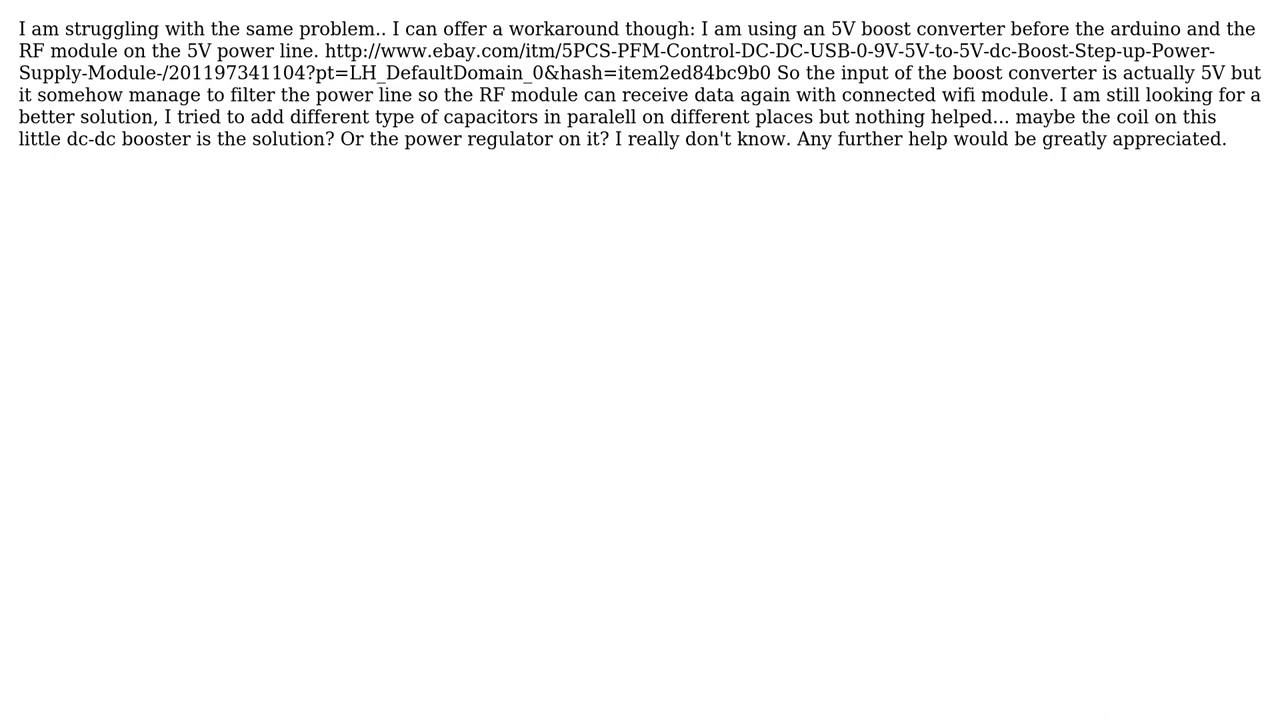 I am struggling with the same problem.. I can offer a workaround though: I am using an 5V boost converter before the arduino and the
RF module on the 5V power line. http://www.ebay.com/itm/5PCS-PFM-Control-DC-DC-USB-0-9V-5V-to-5V-dc-Boost-Step-up-Power-
Supply-Module-/201197341104?pt=LH_DefaultDomain_0&hash=item2ed84bc9b0 So the input of the boost converter is actually 5V but
it somehow manage to filter the power line so the RF module can receive data again with connected wifi module. I am still looking for a
better solution, I tried to add different type of capacitors in paralell on different places but nothing helped... maybe the coil on this
little dc-dc booster is the solution? Or the power regulator on it? I really don't know. Any further help would be greatly appreciated.